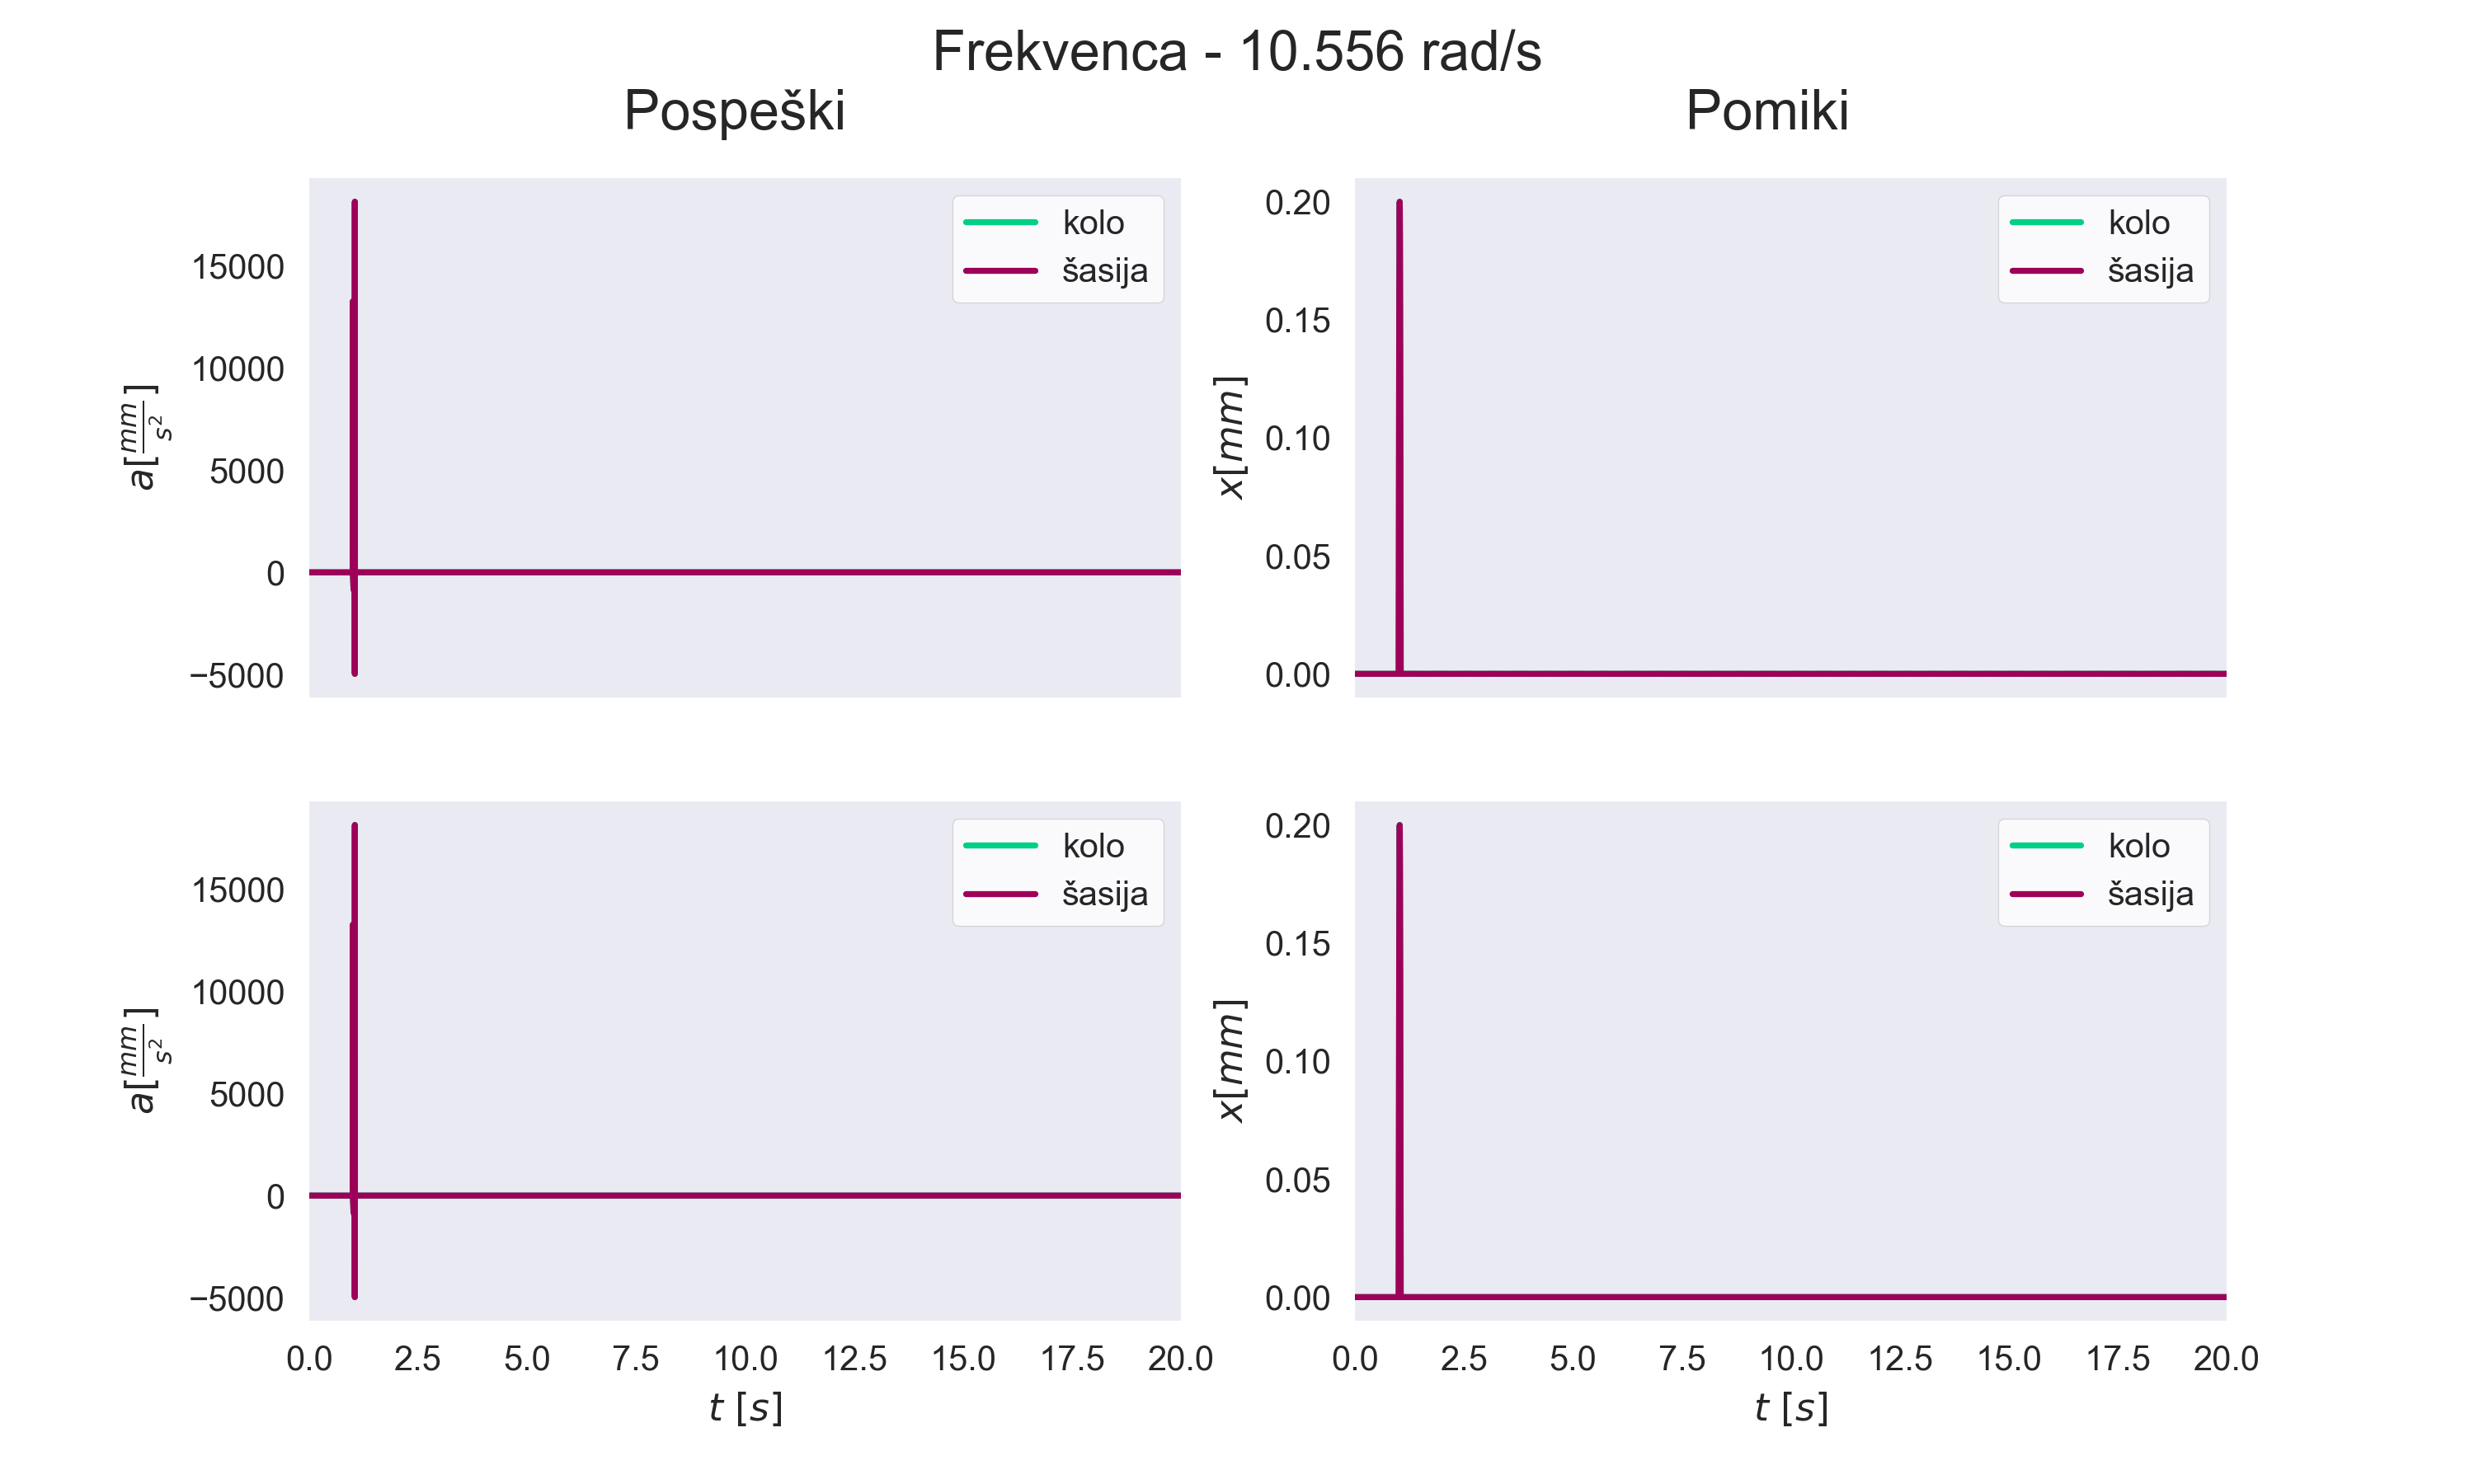 Frekvenca - 10.556 rad/s
Pospeški
Pomiki
kolo
šasija
15000
10000
5000
0
−5000
a[mm/s²]
kolo
šasija
0.20
0.15
0.10
0.05
0.00
x[mm]
kolo
šasija
15000
10000
5000
0
−5000
a[mm/s²]
0.0 2.5 5.0 7.5 10.0 12.5 15.0 17.5 20.0
t [s]
kolo
šasija
0.20
0.15
0.10
0.05
0.00
x[mm]
0.0 2.5 5.0 7.5 10.0 12.5 15.0 17.5 20.0
t [s]